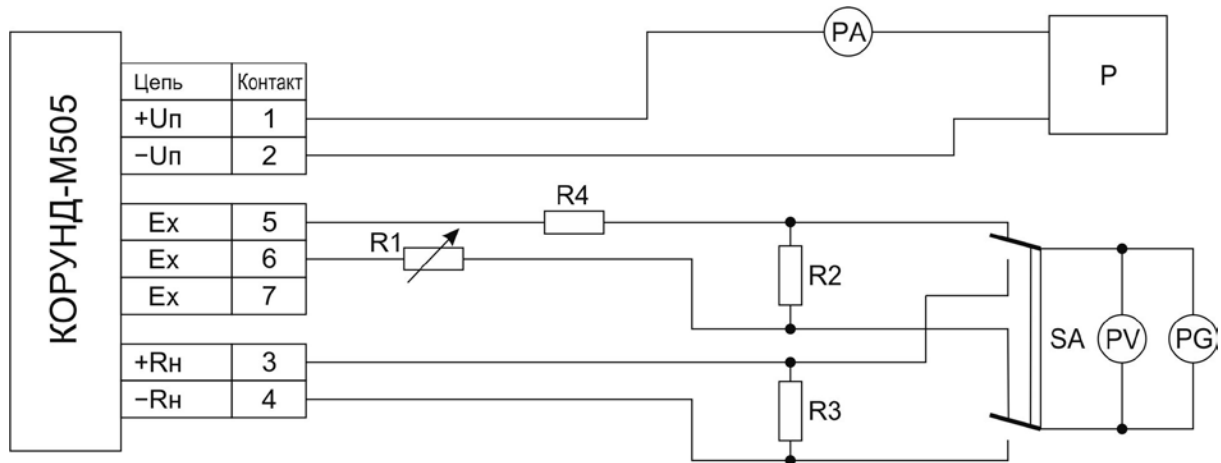 КОРУНД-М505
Цепь Контакт
+Uп 1
−Uп 2
Ex 5
Ex 6
Ex 7
+Rн 3
−Rн 4
PA
P
R4
R1
R2
R3
SA
PV
PG